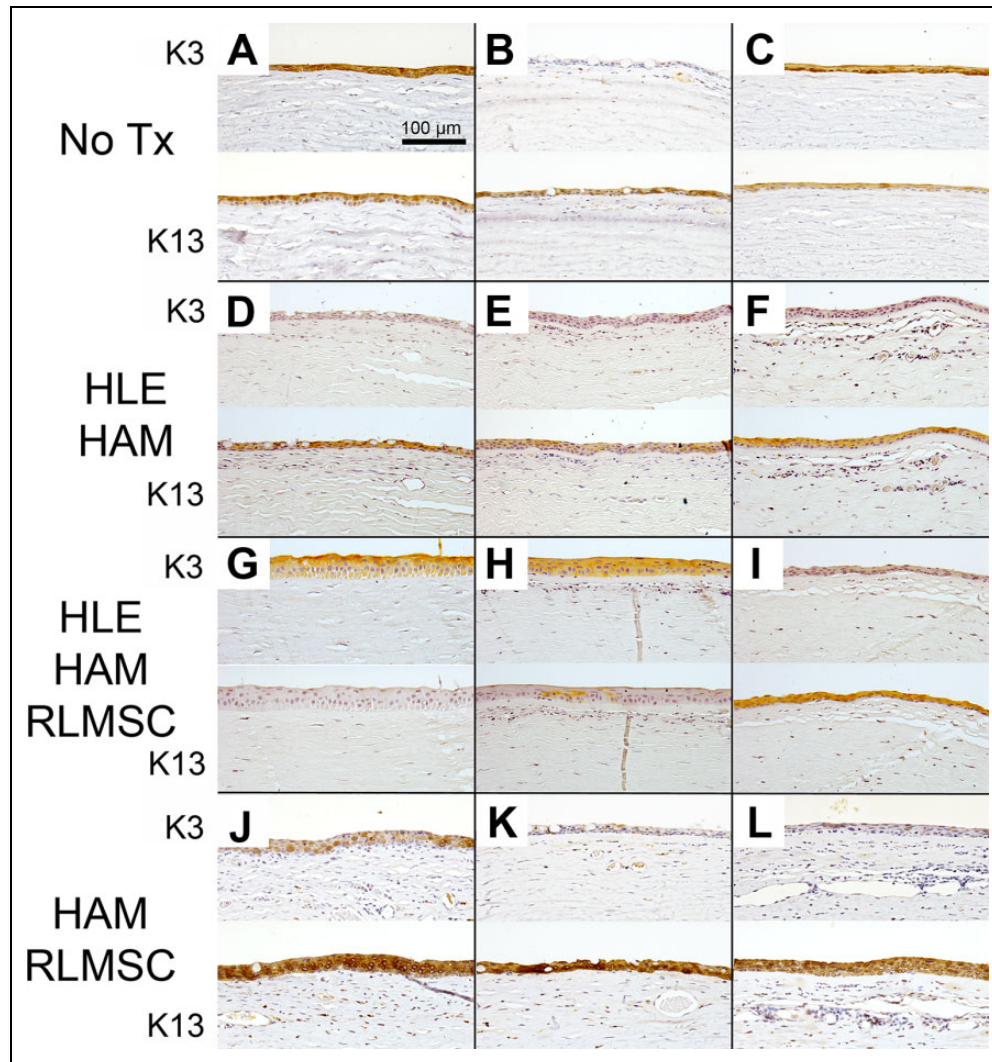 K3 A B C
No Tx
100 µm
K13
K3 D E F
HLE
HAM
K13
K3 G H I
HLE
HAM
RLMSC
K13
K3 J K L
HAM
RLMSC
K13